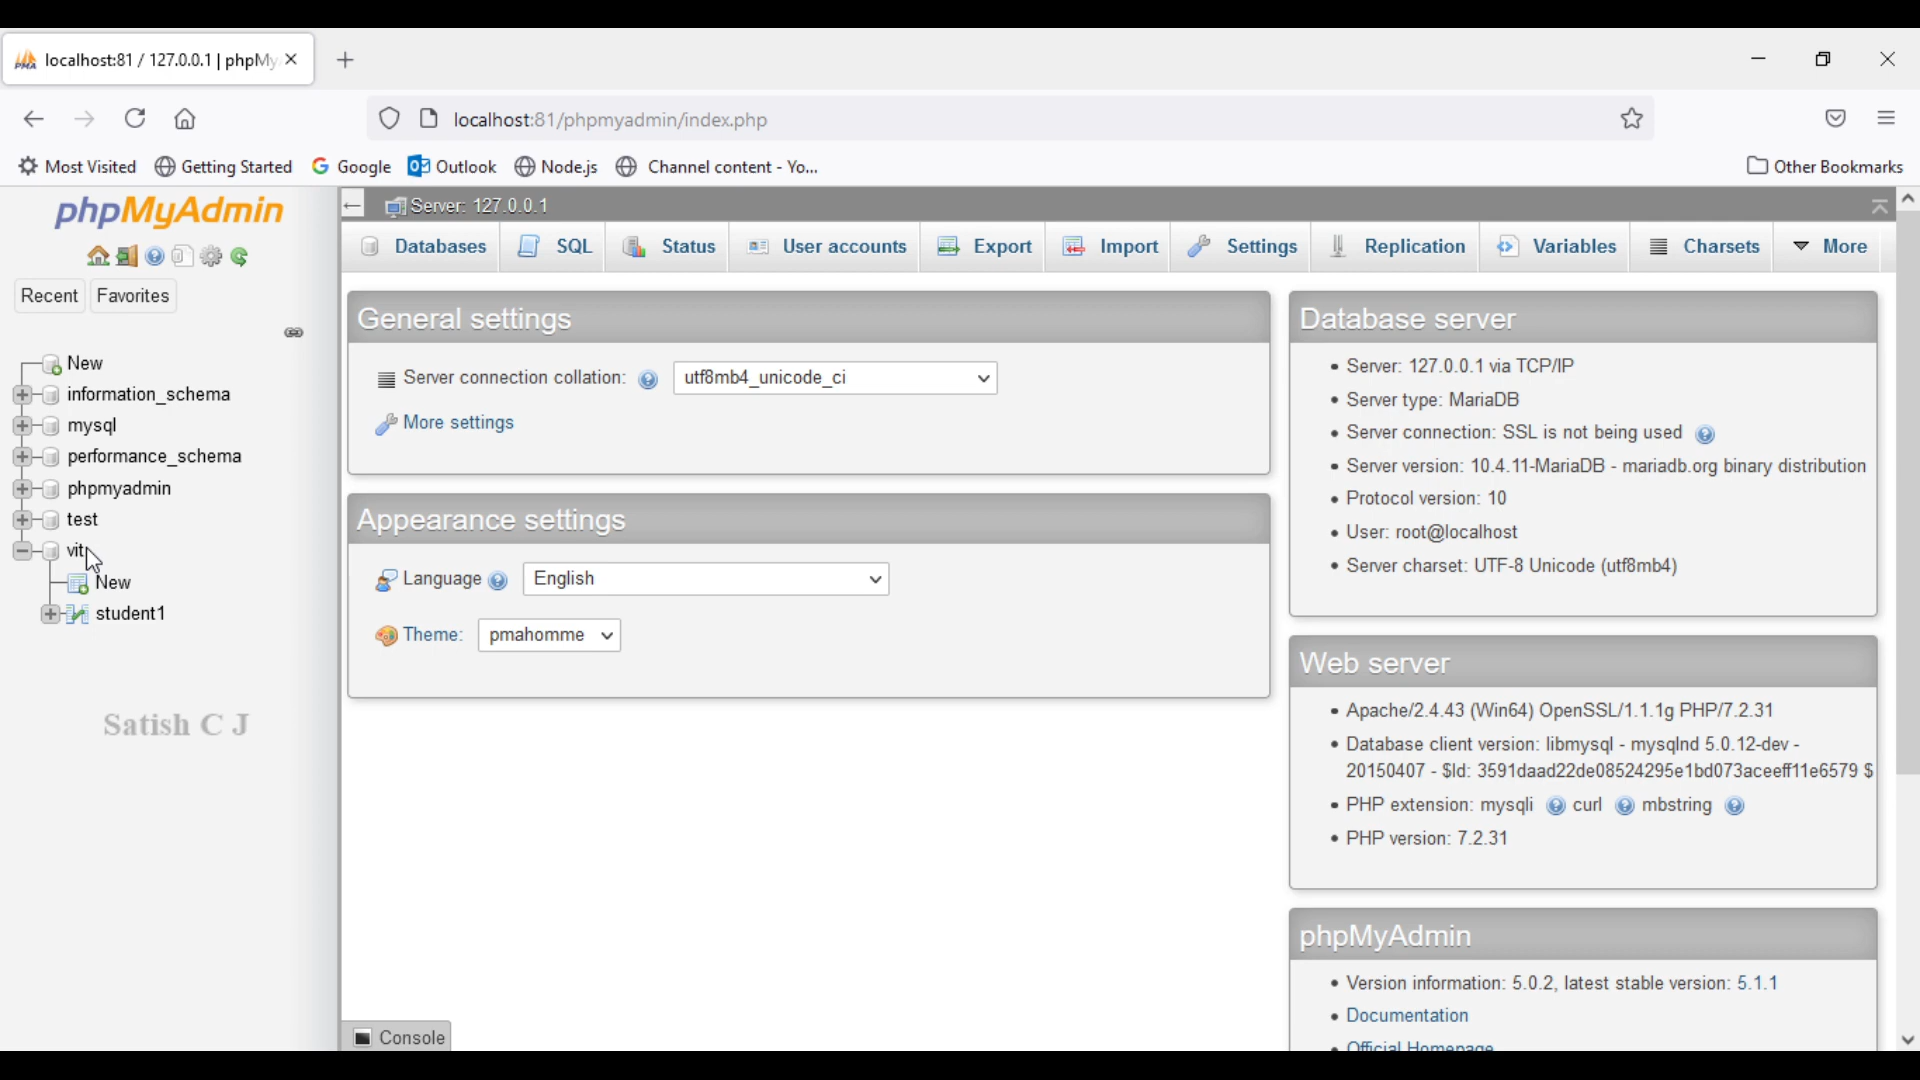 localhost:81 / 127.0.0.1 | phpMy
localhost:81/phpmyadmin/index.php
Most Visited Getting Started Google Outlook Node.js Channel content - Yo... Other Bookmarks
phpMyAdmin
Recent Favorites
New
information_schema
mysql
performance_schema
phpmyadmin
test
vit
New
student1
Satish C J
Server: 127.0.0.1
Databases SQL Status User accounts Export Import Settings Replication Variables Charsets More
General settings
Server connection collation: utf8mb4_unicode_ci
More settings
Appearance settings
Language English
Theme: pmahomme
Console
Database server
• Server: 127.0.0.1 via TCP/IP
• Server type: MariaDB
• Server connection: SSL is not being used
• Server version: 10.4.11-MariaDB - mariadb.org binary distribution
• Protocol version: 10
• User: root@localhost
• Server charset: UTF-8 Unicode (utf8mb4)
Web server
• Apache/2.4.43 (Win64) OpenSSL/1.1.1g PHP/7.2.31
• Database client version: libmysql - mysqlnd 5.0.12-dev -
20150407 - $Id: 3591daad22de08524295e1bd073aceeff11e6579 $
• PHP extension: mysqli curl mbstring
• PHP version: 7.2.31
phpMyAdmin
• Version information: 5.0.2, latest stable version: 5.1.1
• Documentation
• Official Homepage